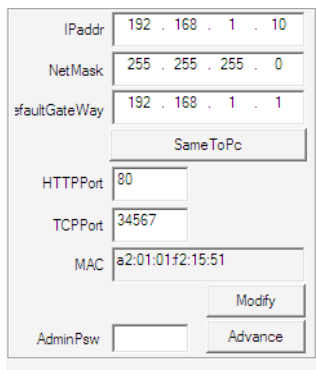 IPaddr 192 . 168 . 1 . 10
NetMask 255 . 255 . 255 . 0
efaultGateWay 192 . 168 . 1 . 1
SameToPc
HTTPPort 80
TCPPort 34567
MAC a2:01:01:f2:15:51
Modify
AdminPsw Advance